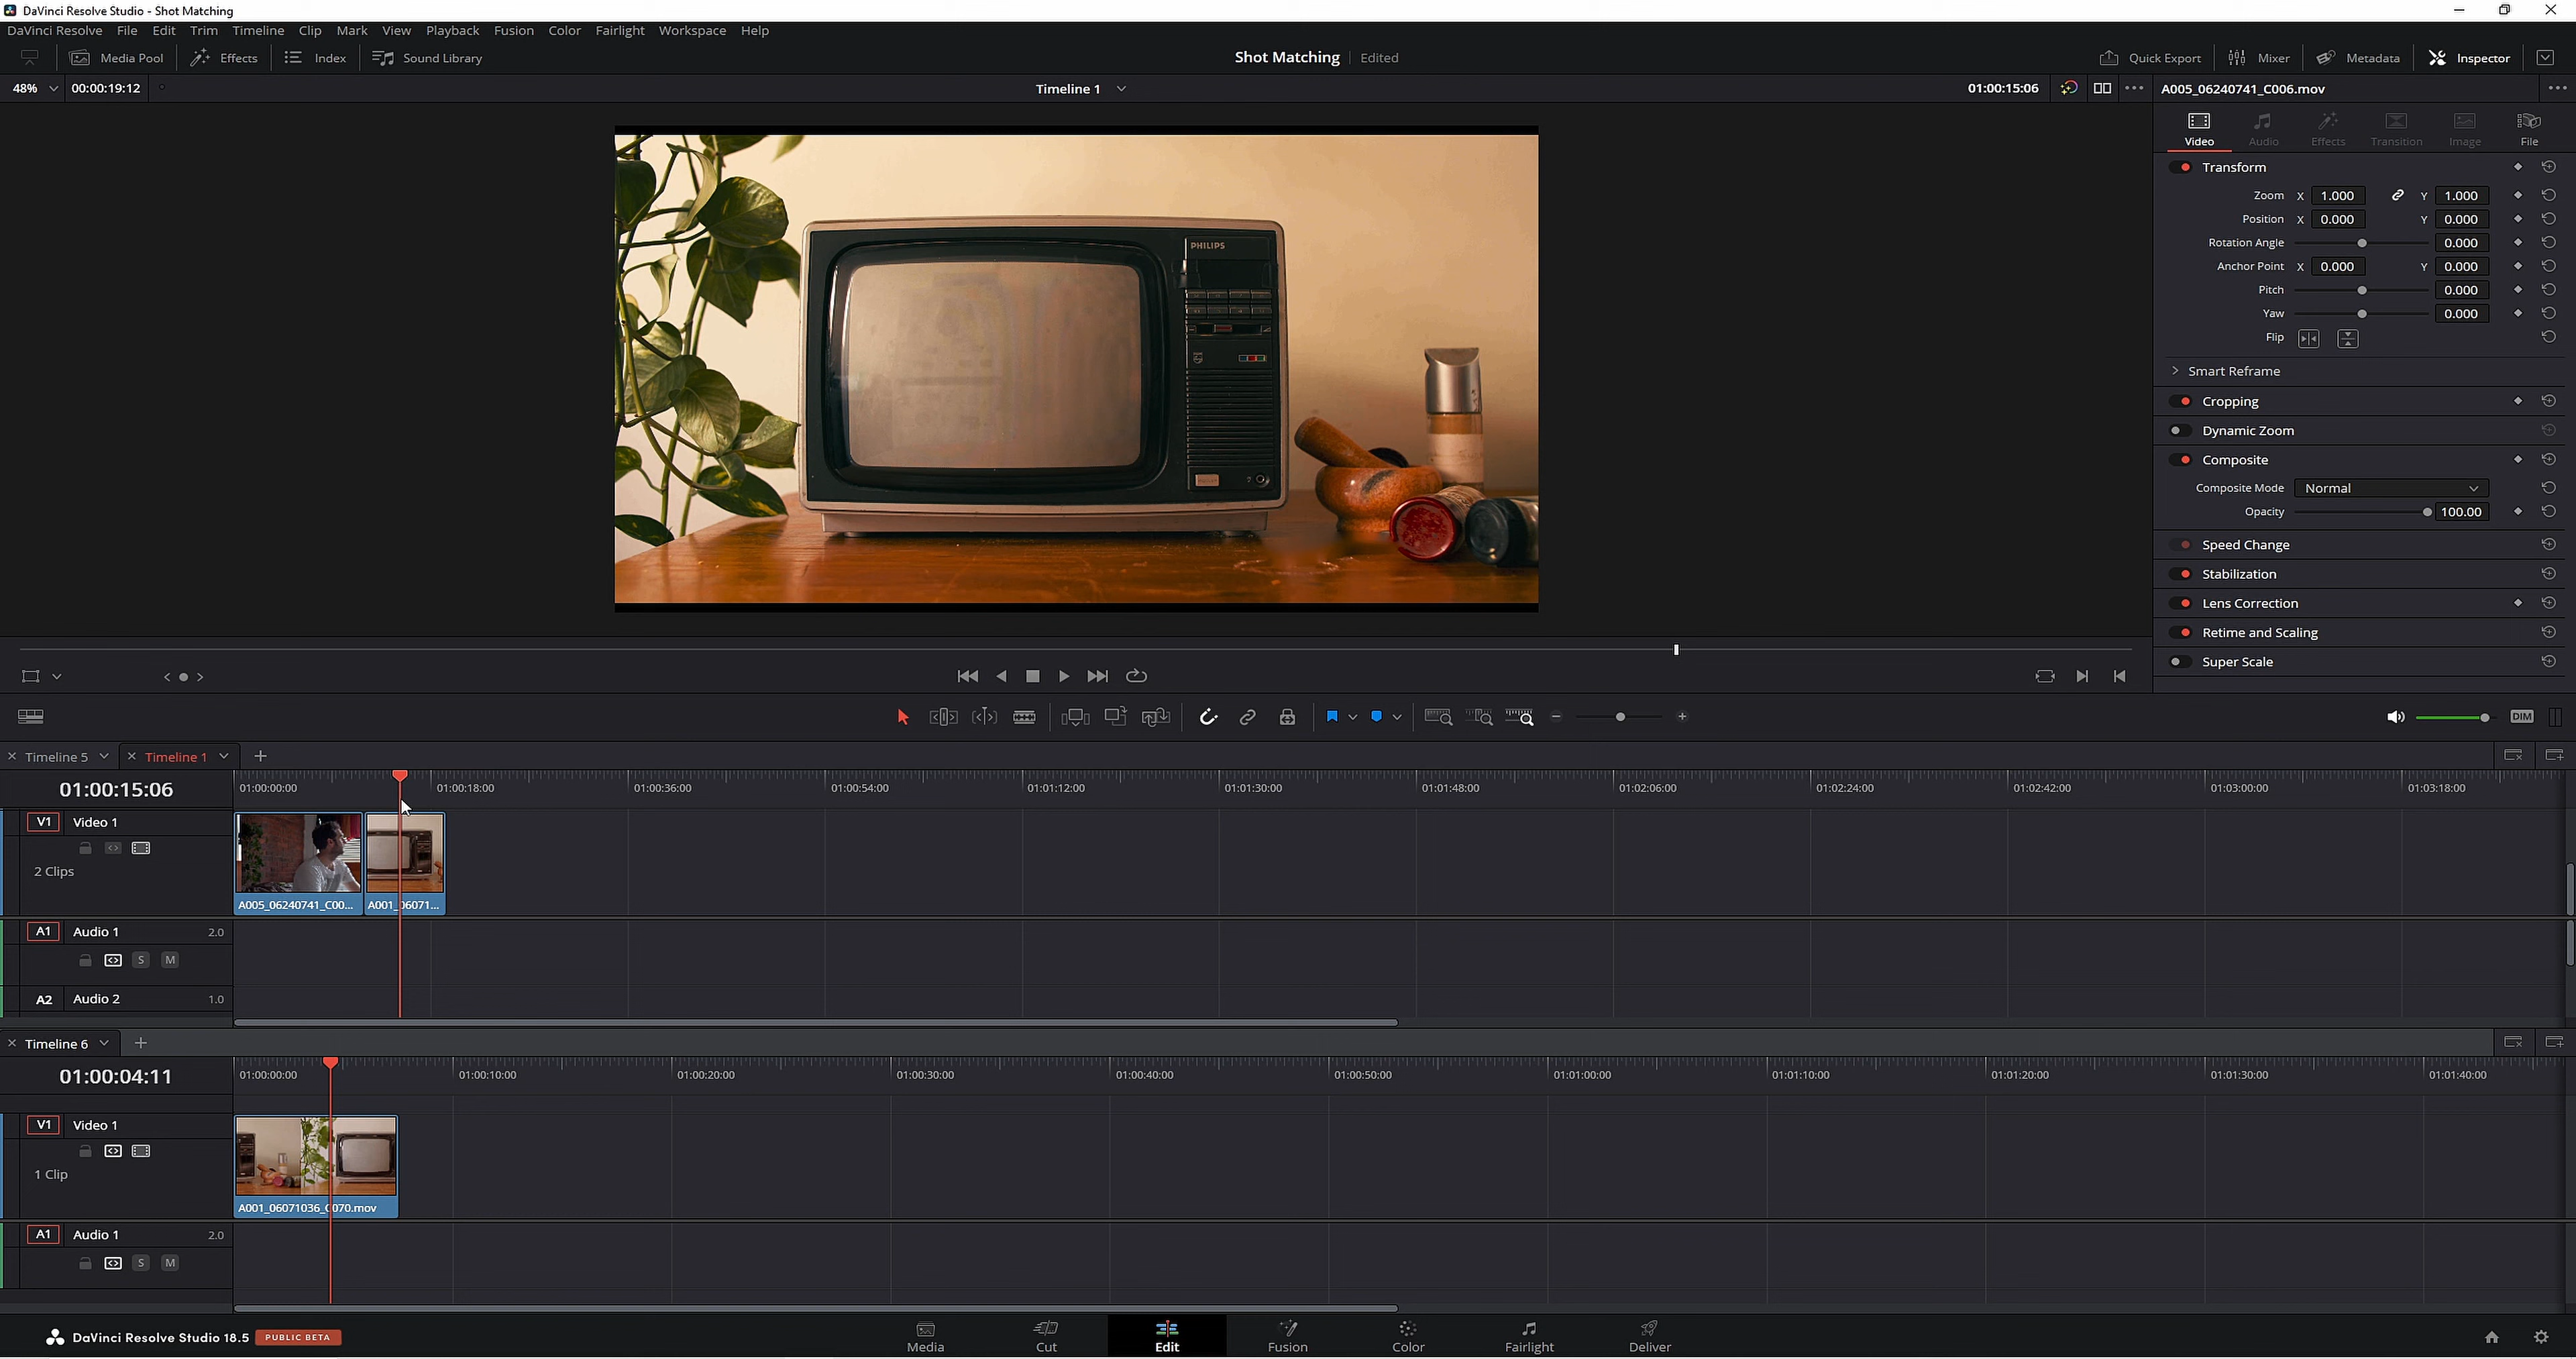 DaVinci Resolve Studio - Shot Matching
DaVinci Resolve File Edit Trim Timeline Clip Mark View Playback Fusion Color Fairlight Workspace Help
Media Pool Effects Index Sound Library Shot Matching Edited Quick Export Mixer Metadata Inspector
48% 00:00:19:12 Timeline 1 01:00:15:06 A005_06240741_C006.mov
Video Audio Effects Transition Image File
Transform
Zoom X 1.000 Y 1.000
Position X 0.000 Y 0.000
Rotation Angle 0.000
Anchor Point X 0.000 Y 0.000
Pitch 0.000
Yaw 0.000
Flip
Smart Reframe
Cropping
Dynamic Zoom
Composite
Composite Mode Normal
Opacity 100.00
Speed Change
Stabilization
Lens Correction
Retime and Scaling
Super Scale
PHILIPS
DIM
Timeline 5 Timeline 1
01:00:15:06 01:00:00:00 01:00:18:00 01:00:36:00 01:00:54:00 01:01:12:00 01:01:30:00 01:01:48:00 01:02:06:00 01:02:24:00 01:02:42:00 01:03:00:00 01:03:18:00
V1 Video 1
2 Clips
A005_06240741_C00... A001_06071...
A1 Audio 1 2.0
S M
A2 Audio 2 1.0
Timeline 6
01:00:04:11 01:00:00:00 01:00:10:00 01:00:20:00 01:00:30:00 01:00:40:00 01:00:50:00 01:01:00:00 01:01:10:00 01:01:20:00 01:01:30:00 01:01:40:00
V1 Video 1
1 Clip
A001_06071036_C070.mov
A1 Audio 1 2.0
S M
DaVinci Resolve Studio 18.5 PUBLIC BETA Media Cut Edit Fusion Color Fairlight Deliver